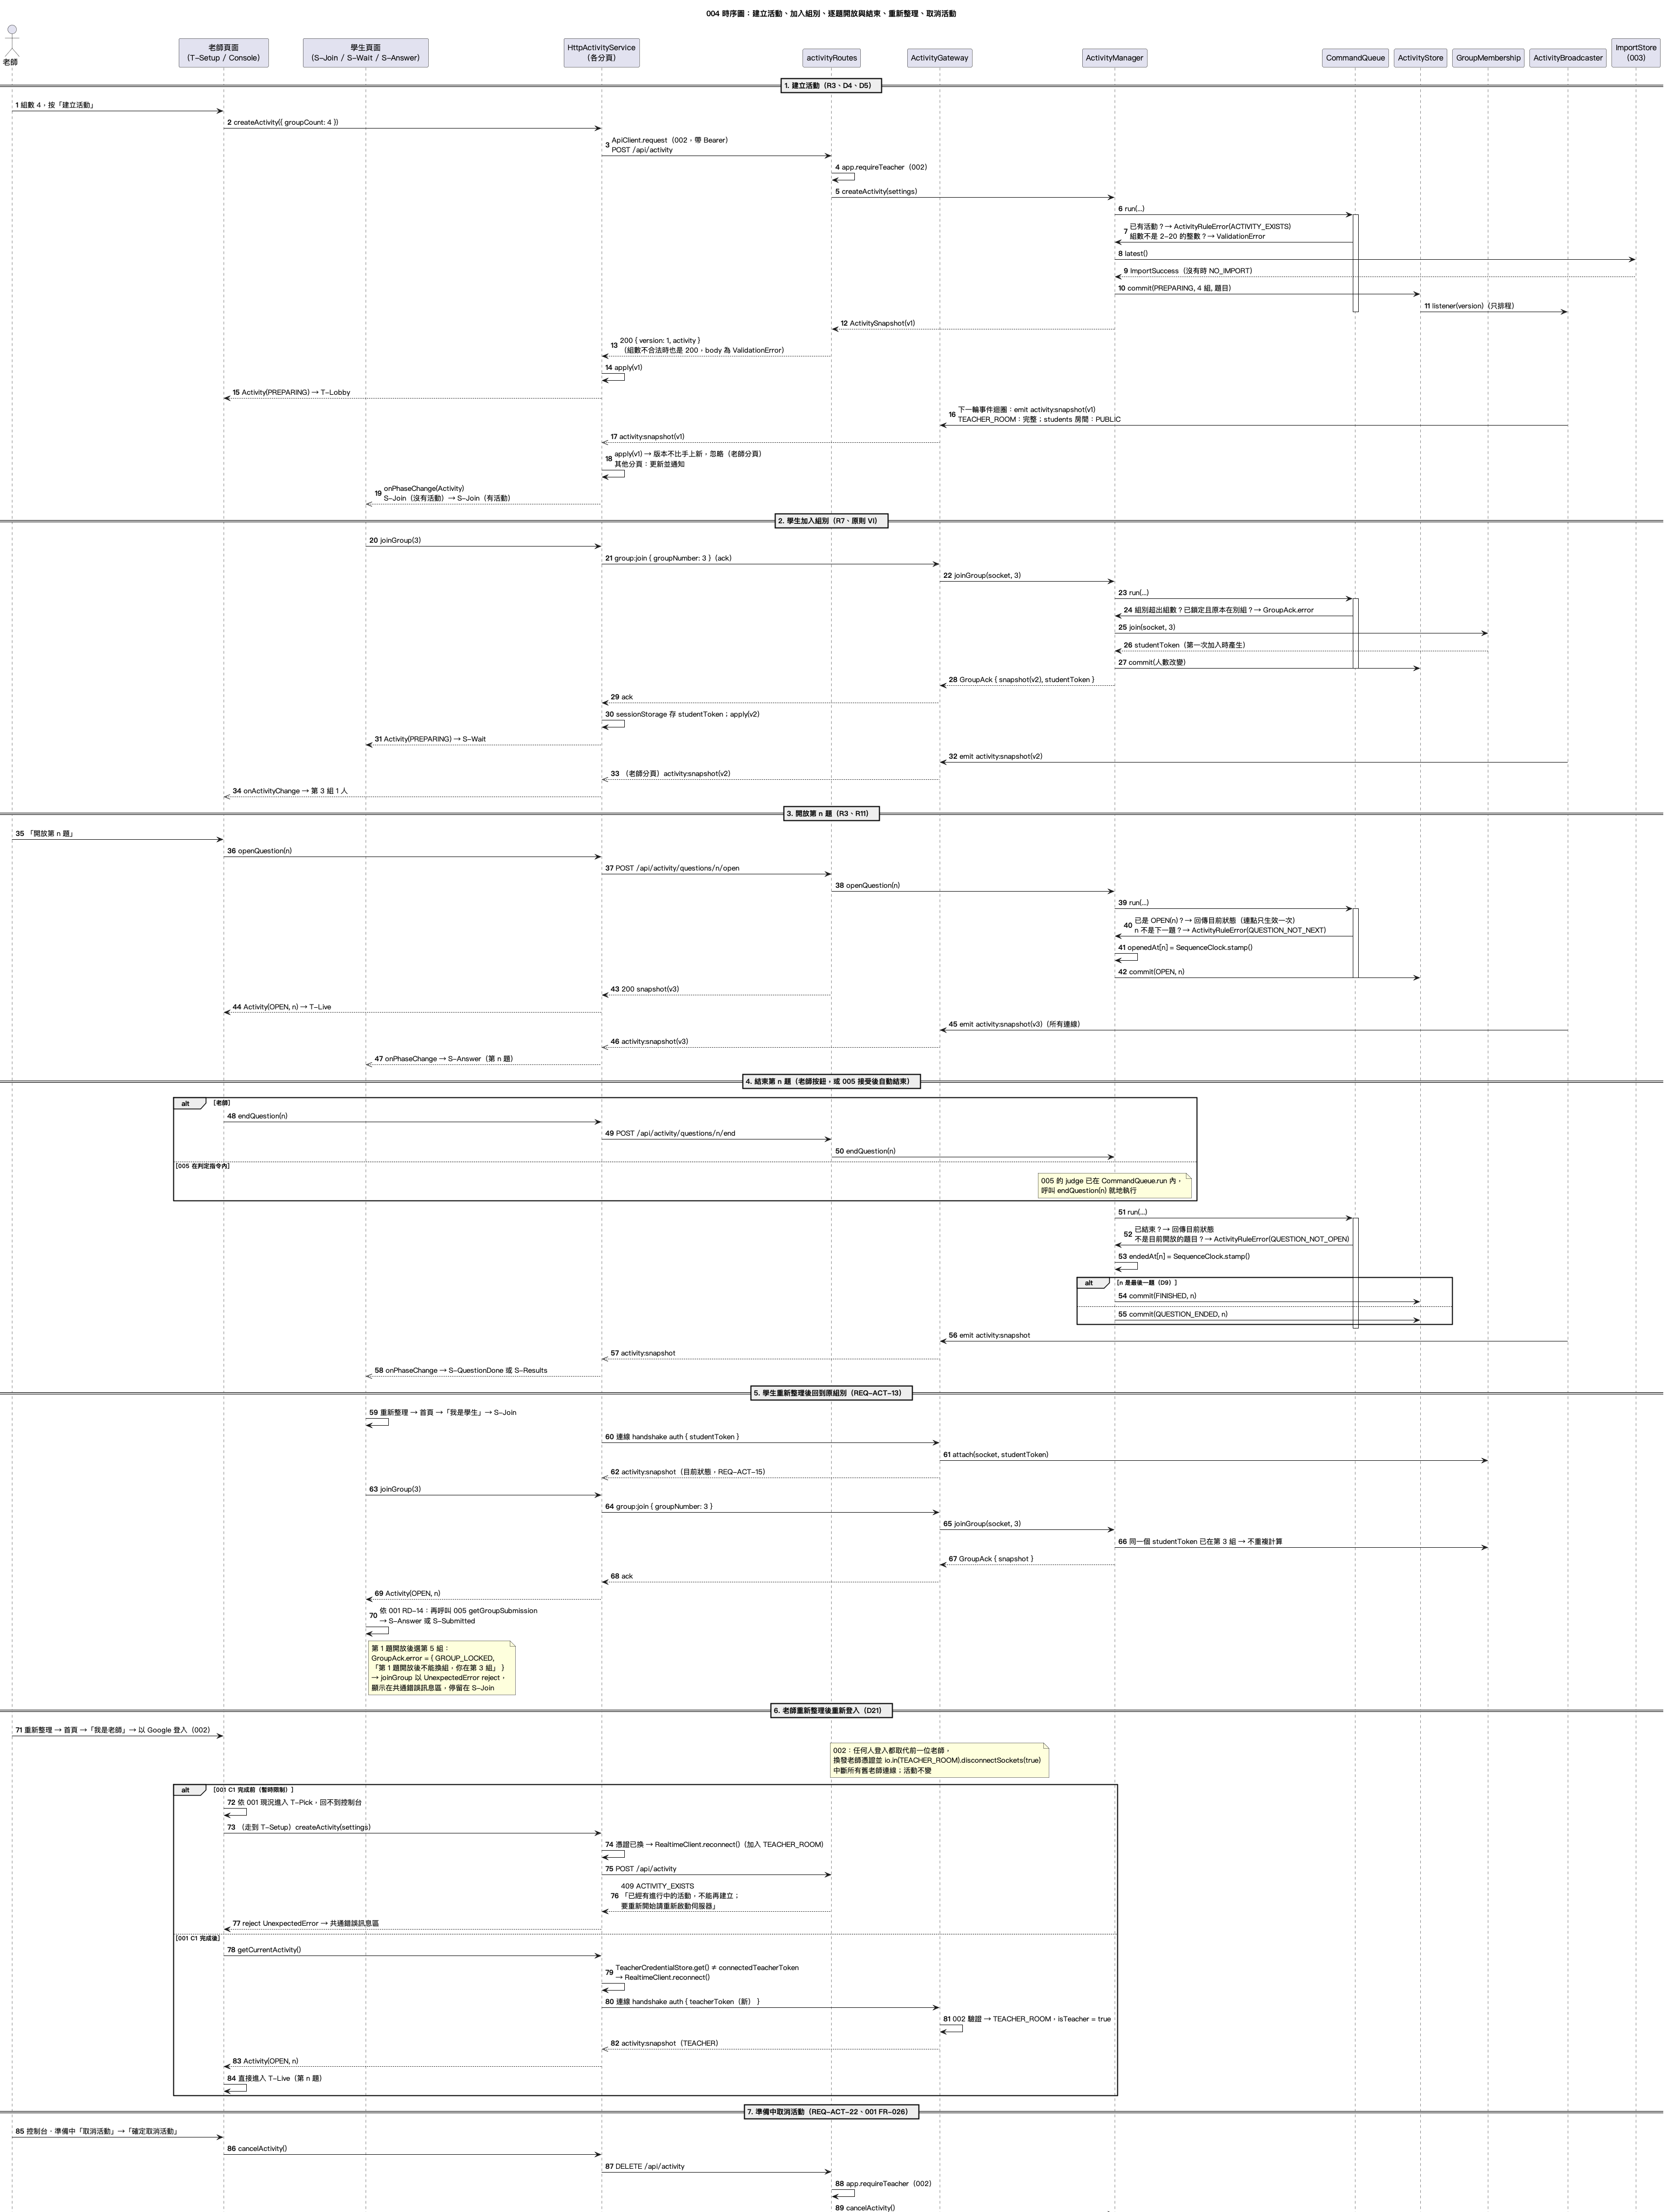 004 時序圖：建立活動、加入組別、逐題開放與結束、重新整理、取消活動
老師
老師頁面
(T-Setup / Console)
學生頁面
(S-Join / S-Wait / S-Answer)
HttpActivityService
(各分頁)
activityRoutes
ActivityGateway
ActivityManager
CommandQueue
ActivityStore
GroupMembership
ActivityBroadcaster
ImportStore
(003)
1. 建立活動（R3、D4、D5）
1 組數 4，按「建立活動」
2 createActivity({ groupCount: 4 })
3 ApiClient.request（002，帶 Bearer）
POST /api/activity
4 app.requireTeacher（002）
5 createActivity(settings)
6 run(...)
7 已有活動？→ ActivityRuleError(ACTIVITY_EXISTS)
組數不是 2–20 的整數？→ ValidationError
8 latest()
9 ImportSuccess（沒有時 NO_IMPORT）
10 commit(PREPARING, 4 組, 題目)
11 listener(version)（只排程）
12 ActivitySnapshot(v1)
13 200 { version: 1, activity }
（組數不合法時也是 200，body 為 ValidationError）
14 apply(v1)
15 Activity(PREPARING) → T-Lobby
16 下一輪事件迴圈：emit activity:snapshot(v1)
TEACHER_ROOM：完整；students 房間：PUBLIC
17 activity:snapshot(v1)
18 apply(v1) → 版本不比手上新，忽略（老師分頁）
其他分頁：更新並通知
19 onPhaseChange(Activity)
S-Join（沒有活動）→ S-Join（有活動）
2. 學生加入組別（R7、原則 VI）
20 joinGroup(3)
21 group:join { groupNumber: 3 }（ack）
22 joinGroup(socket, 3)
23 run(...)
24 組別超出組數？已鎖定且原本在別組？→ GroupAck.error
25 join(socket, 3)
26 studentToken（第一次加入時產生）
27 commit(人數改變)
28 GroupAck { snapshot(v2), studentToken }
29 ack
30 sessionStorage 存 studentToken；apply(v2)
31 Activity(PREPARING) → S-Wait
32 emit activity:snapshot(v2)
33 （老師分頁）activity:snapshot(v2)
34 onActivityChange → 第 3 組 1 人
3. 開放第 n 題（R3、R11）
35 「開放第 n 題」
36 openQuestion(n)
37 POST /api/activity/questions/n/open
38 openQuestion(n)
39 run(...)
40 已是 OPEN(n)？→ 回傳目前狀態（連點只生效一次）
n 不是下一題？→ ActivityRuleError(QUESTION_NOT_NEXT)
41 openedAt[n] = SequenceClock.stamp()
42 commit(OPEN, n)
43 200 snapshot(v3)
44 Activity(OPEN, n) → T-Live
45 emit activity:snapshot(v3)（所有連線）
46 activity:snapshot(v3)
47 onPhaseChange → S-Answer（第 n 題）
4. 結束第 n 題（老師按鈕，或 005 接受後自動結束）
alt [老師]
48 endQuestion(n)
49 POST /api/activity/questions/n/end
50 endQuestion(n)
[005 在判定指令內]
005 的 judge 已在 CommandQueue.run 內，
呼叫 endQuestion(n) 就地執行
51 run(...)
52 已結束？→ 回傳目前狀態
不是目前開放的題目？→ ActivityRuleError(QUESTION_NOT_OPEN)
53 endedAt[n] = SequenceClock.stamp()
alt [n 是最後一題（D9）]
54 commit(FINISHED, n)
55 commit(QUESTION_ENDED, n)
56 emit activity:snapshot
57 activity:snapshot
58 onPhaseChange → S-QuestionDone 或 S-Results
5. 學生重新整理後回到原組別（REQ-ACT-13）
59 重新整理 → 首頁 →「我是學生」→ S-Join
60 連線 handshake auth { studentToken }
61 attach(socket, studentToken)
62 activity:snapshot（目前狀態，REQ-ACT-15）
63 joinGroup(3)
64 group:join { groupNumber: 3 }
65 joinGroup(socket, 3)
66 同一個 studentToken 已在第 3 組 → 不重複計算
67 GroupAck { snapshot }
68 ack
69 Activity(OPEN, n)
70 依 001 RD-14：再呼叫 005 getGroupSubmission
→ S-Answer 或 S-Submitted
第 1 題開放後選第 5 組：
GroupAck.error = { GROUP_LOCKED,
「第 1 題開放後不能換組，你在第 3 組」 }
→ joinGroup 以 UnexpectedError reject，
顯示在共通錯誤訊息區，停留在 S-Join
6. 老師重新整理後重新登入（D21）
71 重新整理 → 首頁 →「我是老師」→ 以 Google 登入（002）
002：任何人登入都取代前一位老師，
換發老師憑證並 io.in(TEACHER_ROOM).disconnectSockets(true)
中斷所有舊老師連線；活動不變
alt [001 C1 完成前（暫時限制）]
72 依 001 現況進入 T-Pick，回不到控制台
73 （走到 T-Setup）createActivity(settings)
74 憑證已換 → RealtimeClient.reconnect()（加入 TEACHER_ROOM）
75 POST /api/activity
76 409 ACTIVITY_EXISTS
「已經有進行中的活動，不能再建立；
要重新開始請重新啟動伺服器」
77 reject UnexpectedError → 共通錯誤訊息區
[001 C1 完成後]
78 getCurrentActivity()
79 TeacherCredentialStore.get() ≠ connectedTeacherToken
→ RealtimeClient.reconnect()
80 連線 handshake auth { teacherToken（新） }
81 002 驗證 → TEACHER_ROOM，isTeacher = true
82 activity:snapshot（TEACHER）
83 Activity(OPEN, n)
84 直接進入 T-Live（第 n 題）
7. 準備中取消活動（REQ-ACT-22、001 FR-026）
85 控制台．準備中「取消活動」→「確定取消活動」
86 cancelActivity()
87 DELETE /api/activity
88 app.requireTeacher（002）
89 cancelActivity()